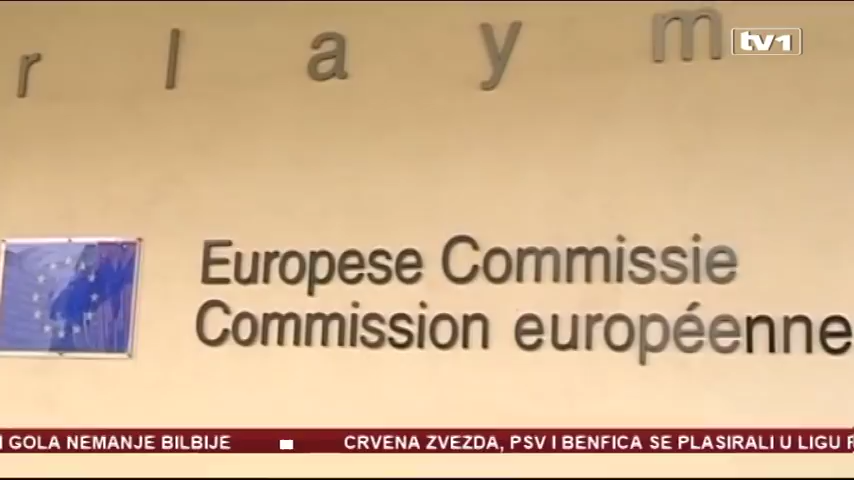 r l a y m
tv1
Europese Commissie
Commission européenne
GOLA NEMANJE BILBIJE CRVENA ZVEZDA, PSV I BENFICA SE PLASIRALI U LIGU